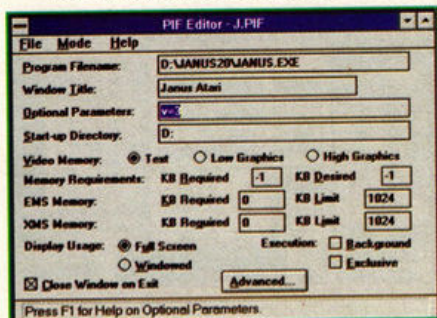 PIF Editor - J.PIF
File Mode Help
Program Filename: D:\JANUS20\JANUS.EXE
Window Title: Janus Atari
Optional Parameters:
Start-up Directory: D:
Video Memory: Text Low Graphics High Graphics
Memory Requirements: KB Required -1 KB Desired -1
EMS Memory: KB Required 0 KB Limit 1024
XMS Memory: KB Required 0 KB Limit 1024
Display Usage: Full Screen Execution: Background
Windowed Exclusive
Close Window on Exit Advanced...
Press F1 for Help on Optional Parameters.